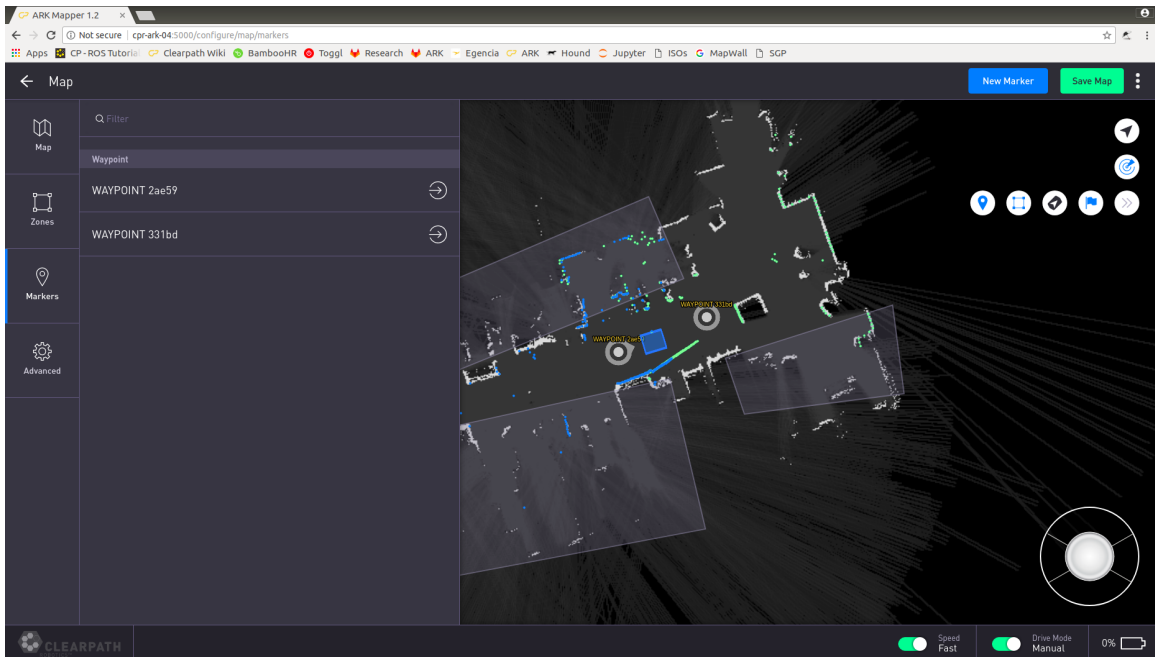 ARK Mapper 1.2
Not secure | cpr-ark-04:5000/configure/map/markers
Apps CP - ROS Tutorial Clearpath Wiki BambooHR Toggl Research ARK Egencia ARK Hound Jupyter ISOs MapWall SGP
Map New Marker Save Map
Filter
Map
Waypoint
WAYPOINT 2ae59
Zones
WAYPOINT 331bd
Markers
Advanced
WAYPOINT 331bd
WAYPOINT 2ae5
CLEARPATH
Speed
Fast
Drive Mode
Manual
0%